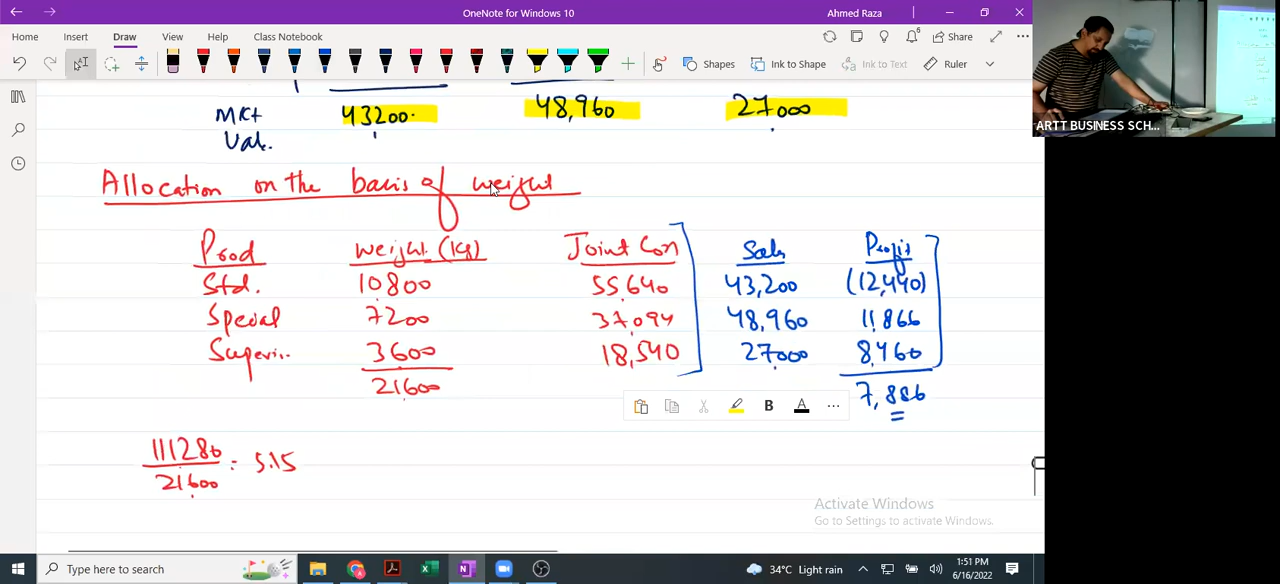 OneNote for Windows 10
Ahmed Raza
Home Insert Draw View Help Class Notebook
Share
Shapes Ink to Shape Ink to Text Ruler
ARTT BUSINESS SCH...
Mkt 43200. 48,960 27000
Val.
Allocation on the basis of weight
Prod weight (Kg) Joint Con Sales Profit
Std. 10800 55640 43,200 (12,440)
Special 7200 37,094 48,960 11,866
Superi.. 3600 18,540 27000 8,460
21600 7,886
B A ...
111280
21600 = 5.15
Activate Windows
Go to Settings to activate Windows.
Type here to search
34°C Light rain
1:51 PM
6/16/2022